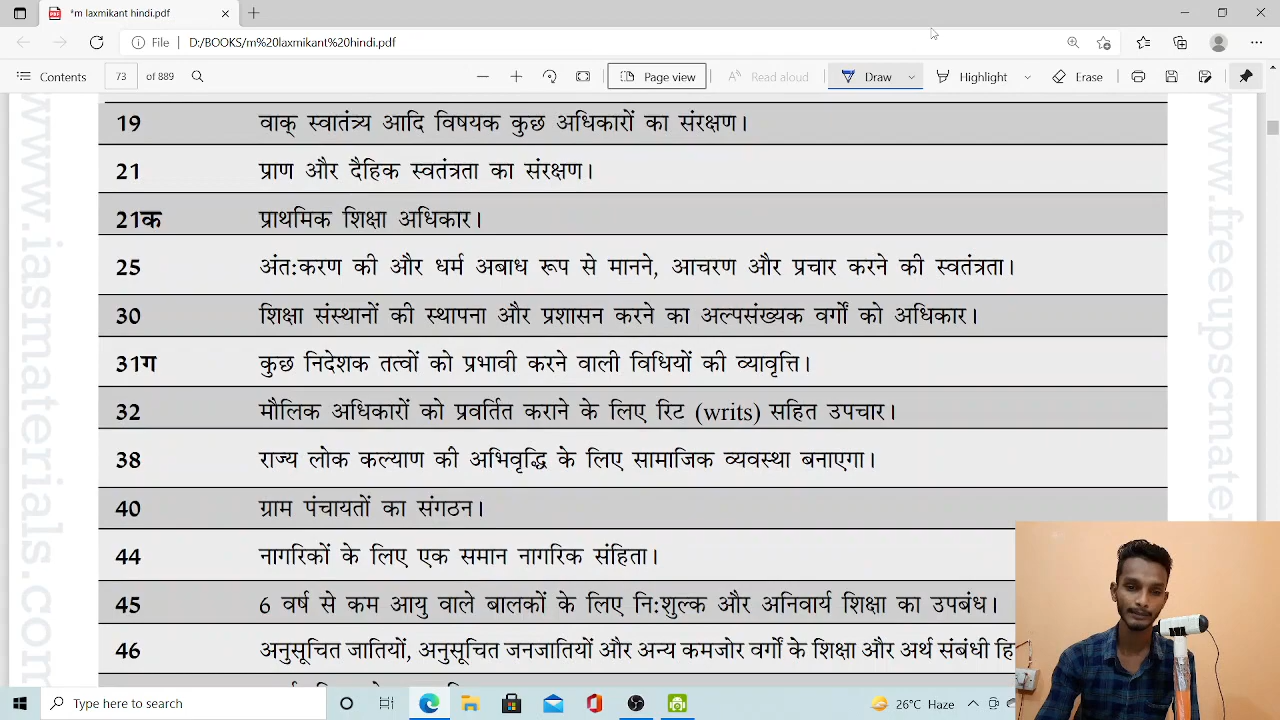 *m laxmikant hindi.pdf
File D:/BOOKS/m%20laxmikant%20hindi.pdf
Contents 73 of 889 Page view Read aloud Draw Highlight Erase
19 वाक् स्वातंत्र्य आदि विषयक कुछ अधिकारों का संरक्षण।
21 प्राण और दैहिक स्वतंत्रता का संरक्षण।
21क प्राथमिक शिक्षा अधिकार।
25 अंत:करण की और धर्म अबाध रूप से मानने, आचरण और प्रचार करने की स्वतंत्रता।
30 शिक्षा संस्थानों की स्थापना और प्रशासन करने का अल्पसंख्यक वर्गों को अधिकार।
31ग कुछ निदेशक तत्वों को प्रभावी करने वाली विधियों की व्यावृत्ति।
32 मौलिक अधिकारों को प्रवर्तित कराने के लिए रिट (writs) सहित उपचार।
38 राज्य लोक कल्याण की अभिवृद्धि के लिए सामाजिक व्यवस्था बनाएगा।
40 ग्राम पंचायतों का संगठन।
44 नागरिकों के लिए एक समान नागरिक संहिता।
45 6 वर्ष से कम आयु वाले बालकों के लिए नि:शुल्क और अनिवार्य शिक्षा का उपबंध।
46 अनुसूचित जातियों, अनुसूचित जनजातियों और अन्य कमजोर वर्गों के शिक्षा और अर्थ संबंधी
www.iasmaterials.com
www.freeupscmater
Type here to search 26°C Haze